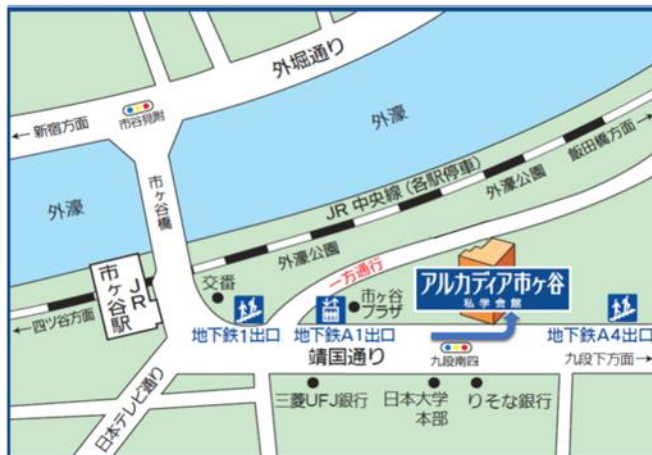 外堀通り
←新宿方面
市谷見附
外濠
飯田橋方面→
JR中央線(各駅停車)
外濠公園
市ヶ谷橋
外濠
外濠公園
一方通行
JR
市ヶ谷駅
交番
市ヶ谷
プラザ
アルカディア市ヶ谷
私学会館
←四ツ谷方面
地下鉄1出口
地下鉄A1出口
地下鉄A4出口
靖国通り
九段南四
九段下方面→
日本テレビ通り
三菱UFJ銀行
日本大学
本部
りそな銀行